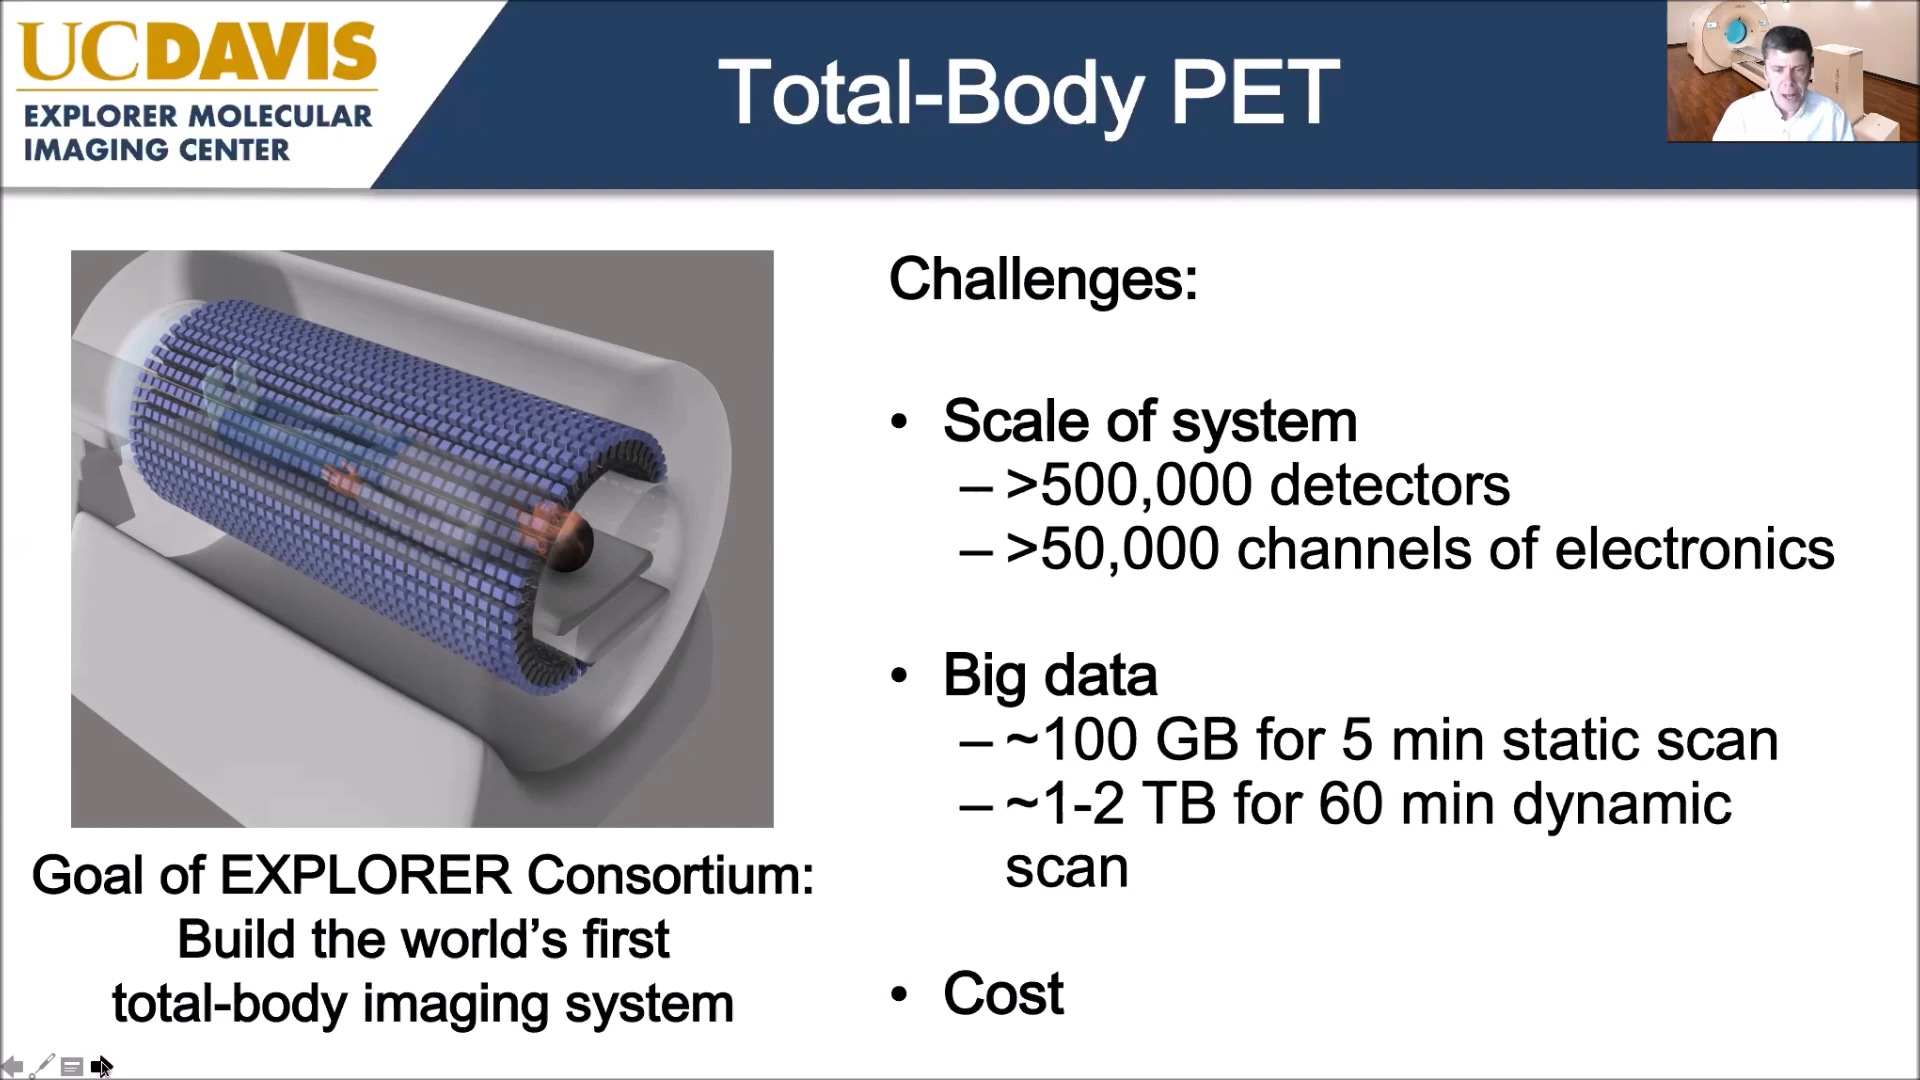 UCDAVIS
EXPLORER MOLECULAR
IMAGING CENTER
Total-Body PET
Challenges:
• Scale of system
– >500,000 detectors
– >50,000 channels of electronics
• Big data
– ~100 GB for 5 min static scan
– ~1-2 TB for 60 min dynamic
scan
• Cost
Goal of EXPLORER Consortium:
Build the world’s first
total-body imaging system